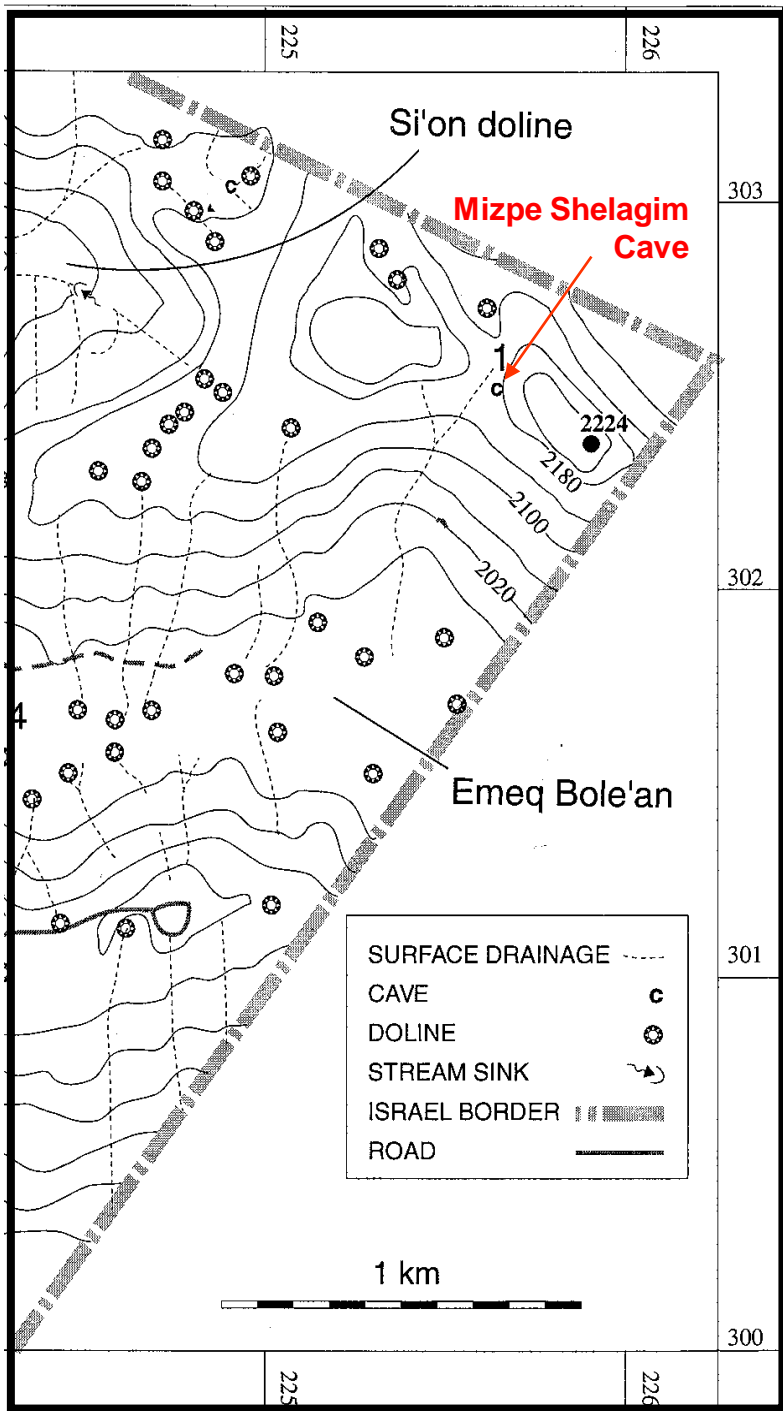 225
226
Si'on doline
303
Mizpe Shelagim
Cave
c
1
c
2224
2180
2100
2020
302
4
Emeq Bole'an
SURFACE DRAINAGE
CAVE c
DOLINE
STREAM SINK
ISRAEL BORDER
ROAD
301
1 km
300
225
226